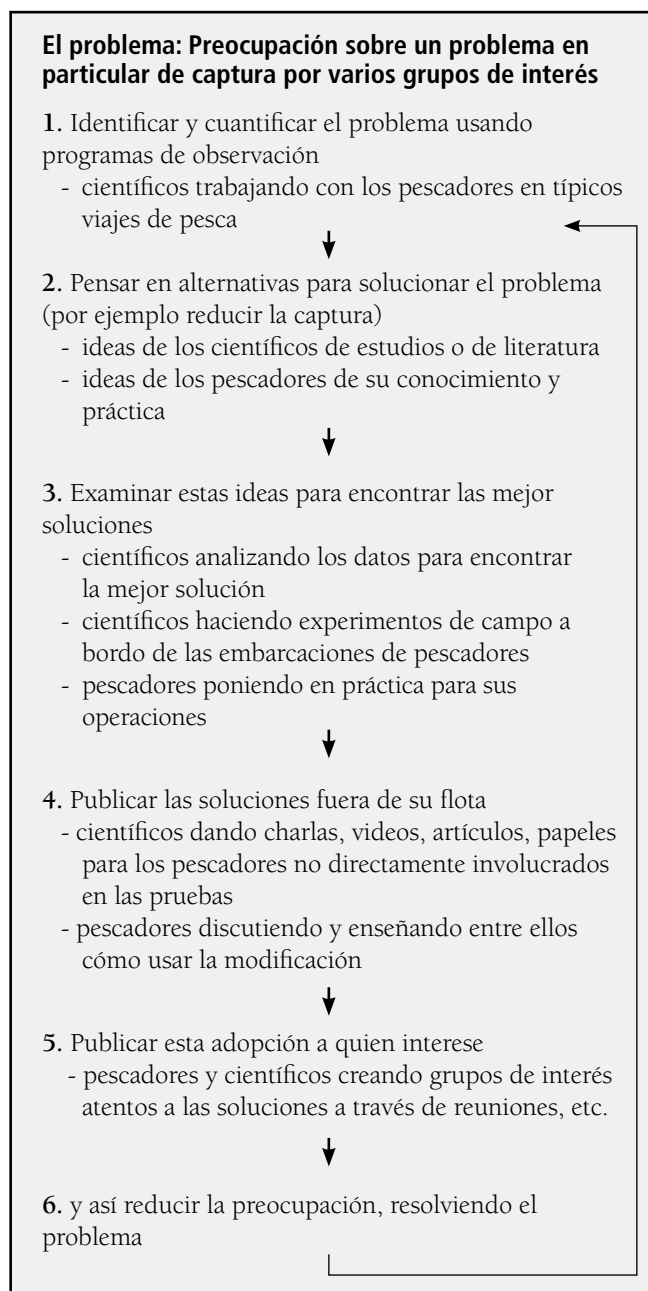 El problema: Preocupación sobre un problema en
particular de captura por varios grupos de interés
1. Identificar y cuantificar el problema usando
programas de observación
- científicos trabajando con los pescadores en típicos
viajes de pesca
2. Pensar en alternativas para solucionar el problema
(por ejemplo reducir la captura)
- ideas de los científicos de estudios o de literatura
- ideas de los pescadores de su conocimiento y
práctica
3. Examinar estas ideas para encontrar las mejor
soluciones
- científicos analizando los datos para encontrar
la mejor solución
- científicos haciendo experimentos de campo a
bordo de las embarcaciones de pescadores
- pescadores poniendo en práctica para sus
operaciones
4. Publicar las soluciones fuera de su flota
- científicos dando charlas, videos, artículos, papeles
para los pescadores no directamente involucrados
en las pruebas
- pescadores discutiendo y enseñando entre ellos
cómo usar la modificación
5. Publicar esta adopción a quien interese
- pescadores y científicos creando grupos de interés
atentos a las soluciones a través de reuniones, etc.
6. y así reducir la preocupación, resolviendo el
problema